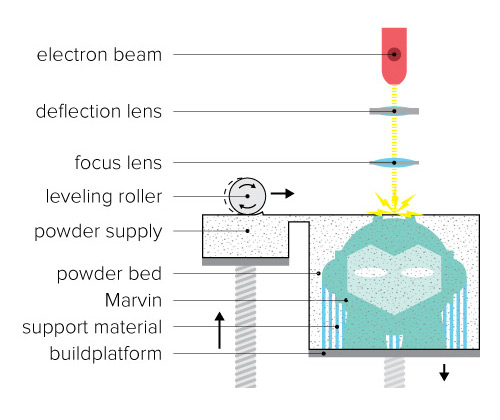 electron beam
deflection lens
focus lens
leveling roller
powder supply
powder bed
Marvin
support material
buildplatform